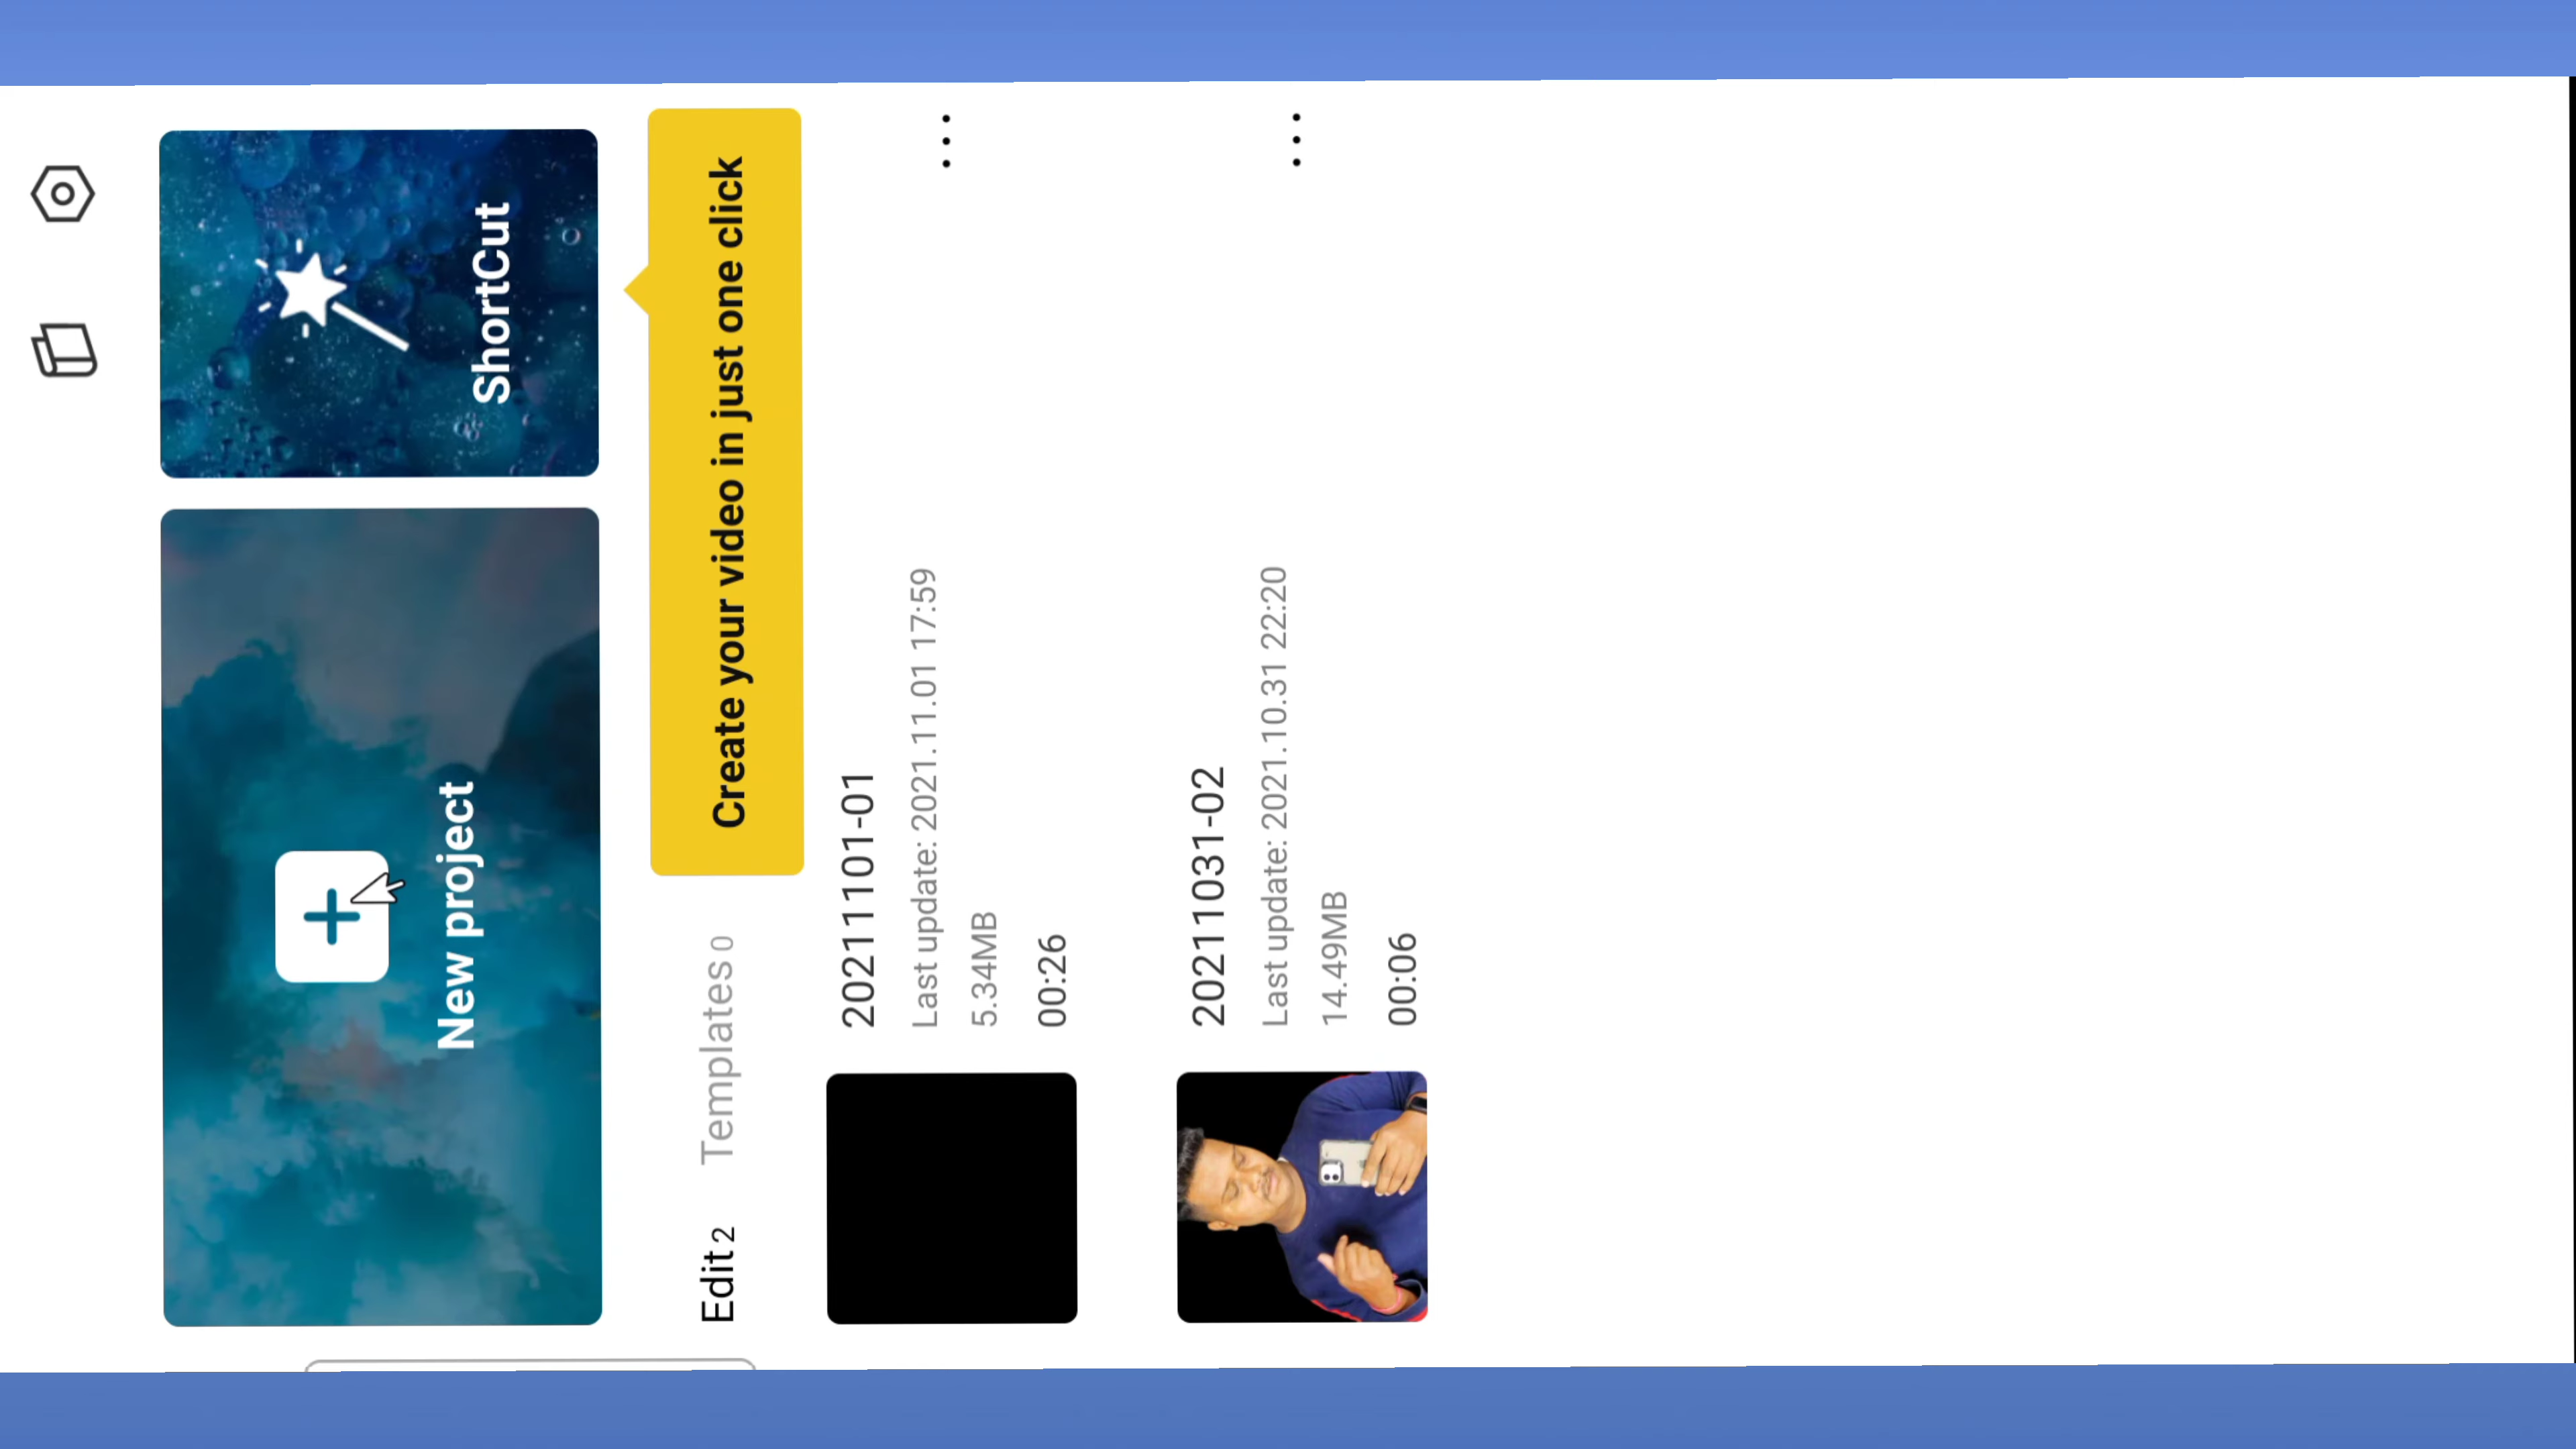 New project
ShortCut
Create your video in just one click
Edit 2
Templates 0
20211101-01
Last update: 2021.11.01 17:59
5.34MB
00:26
20211031-02
Last update: 2021.10.31 22:20
14.49MB
00:06